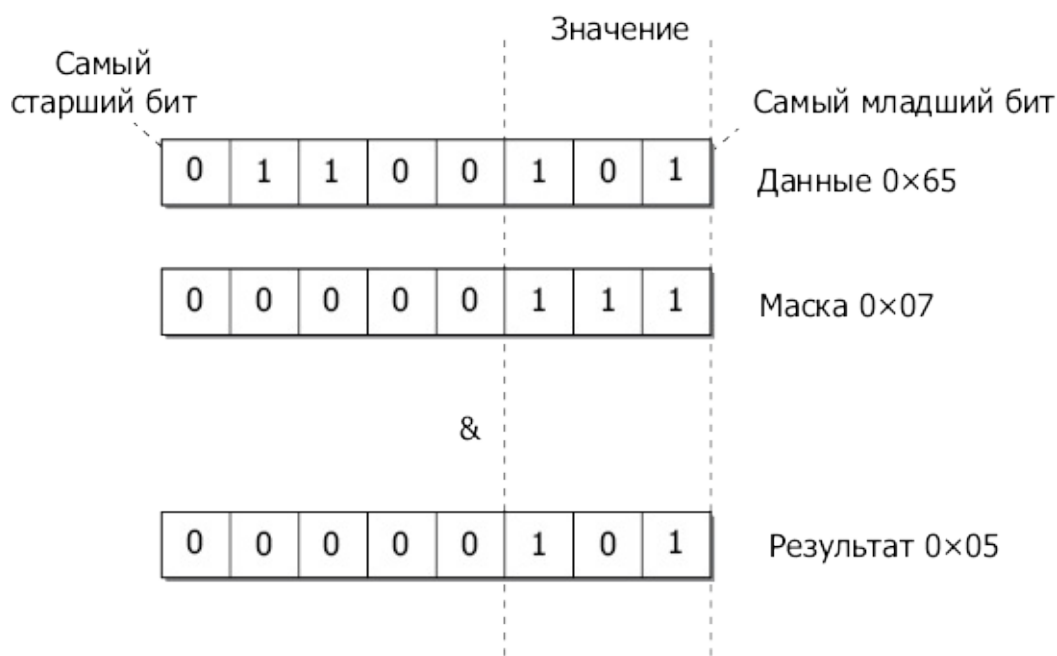 Значение
Самый
старший бит
Самый младший бит
0 1 1 0 0 1 0 1
Данные 0×65
0 0 0 0 0 1 1 1
Маска 0×07
&
0 0 0 0 0 1 0 1
Результат 0×05